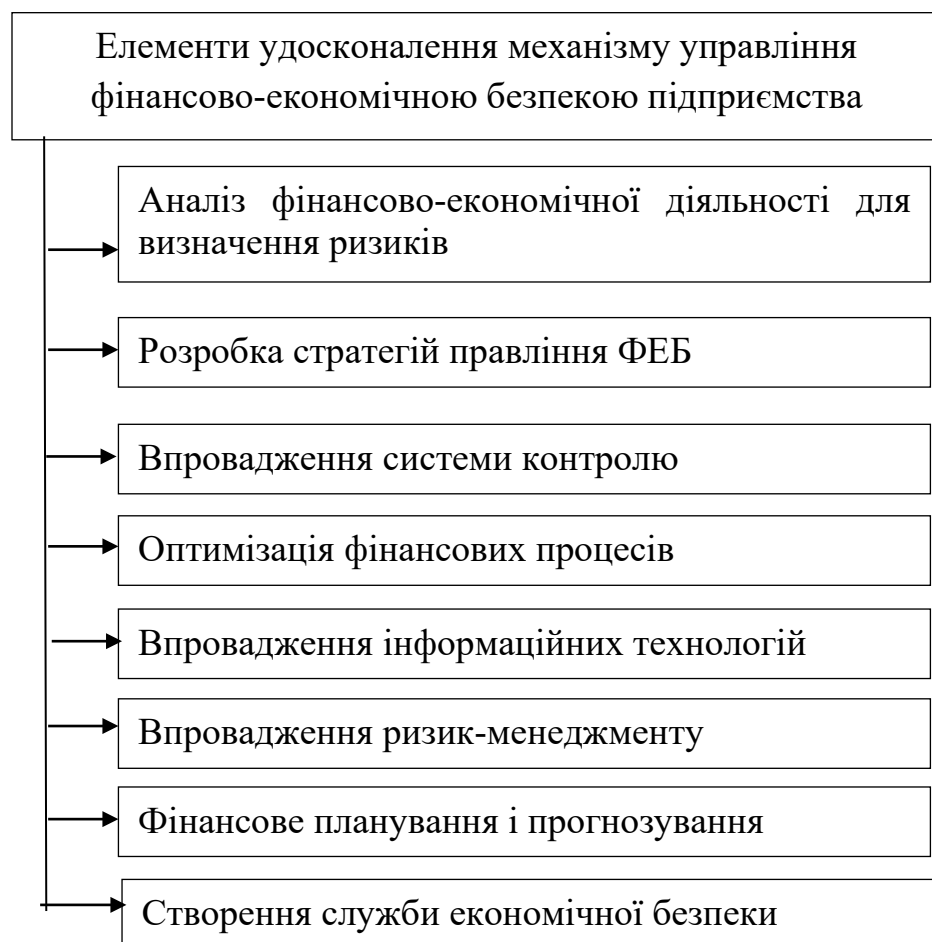 Елементи удосконалення механізму управління
фінансово-економічною безпекою підприємства
Аналіз фінансово-економічної діяльності для
визначення ризиків
Розробка стратегій правління ФЕБ
Впровадження системи контролю
Оптимізація фінансових процесів
Впровадження інформаційних технологій
Впровадження ризик-менеджменту
Фінансове планування і прогнозування
Створення служби економічної безпеки